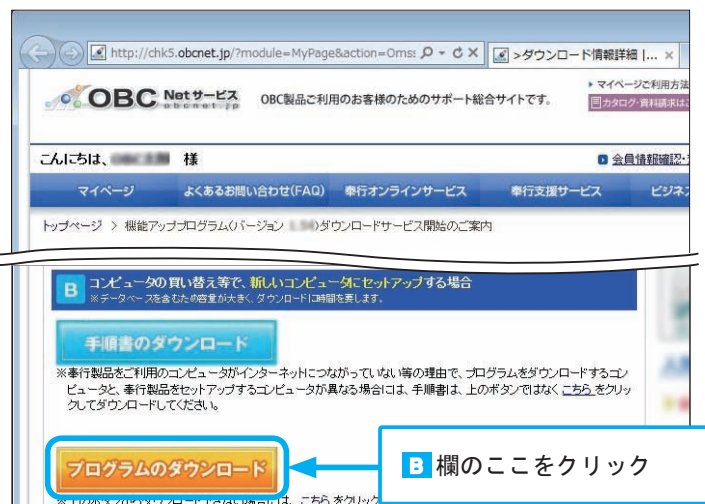 http://chk5.obcnet.jp/?module=MyPage&action=Oms:
>ダウンロード情報詳細 | ...
OBC Netサービス
obcnet.jp
OBC製品ご利用のお客様のためのサポート総合サイトです。
マイページご利用方法
カタログ・資料請求は
こんにちは、 様
会員情報確認・
マイページ よくあるお問い合わせ(FAQ) 奉行オンラインサービス 奉行支援サービス ビジネ
トップページ > 機能アッププログラム(バージョン )ダウンロードサービス開始のご案内
B コンピュータの買い替え等で、新しいコンピュータにセットアップする場合
※データベースを含むため容量が大きく、ダウンロードに時間を要します。
手順書のダウンロード
※奉行製品をご利用のコンピュータがインターネットにつながっていない等の理由で、プログラムをダウンロードするコン
ピュータと、奉行製品をセットアップするコンピュータが異なる場合には、手順書は、上のボタンではなく こちら をクリッ
クしてダウンロードしてください。
プログラムのダウンロード
B 欄のここをクリック
場合には、こちら をクリック